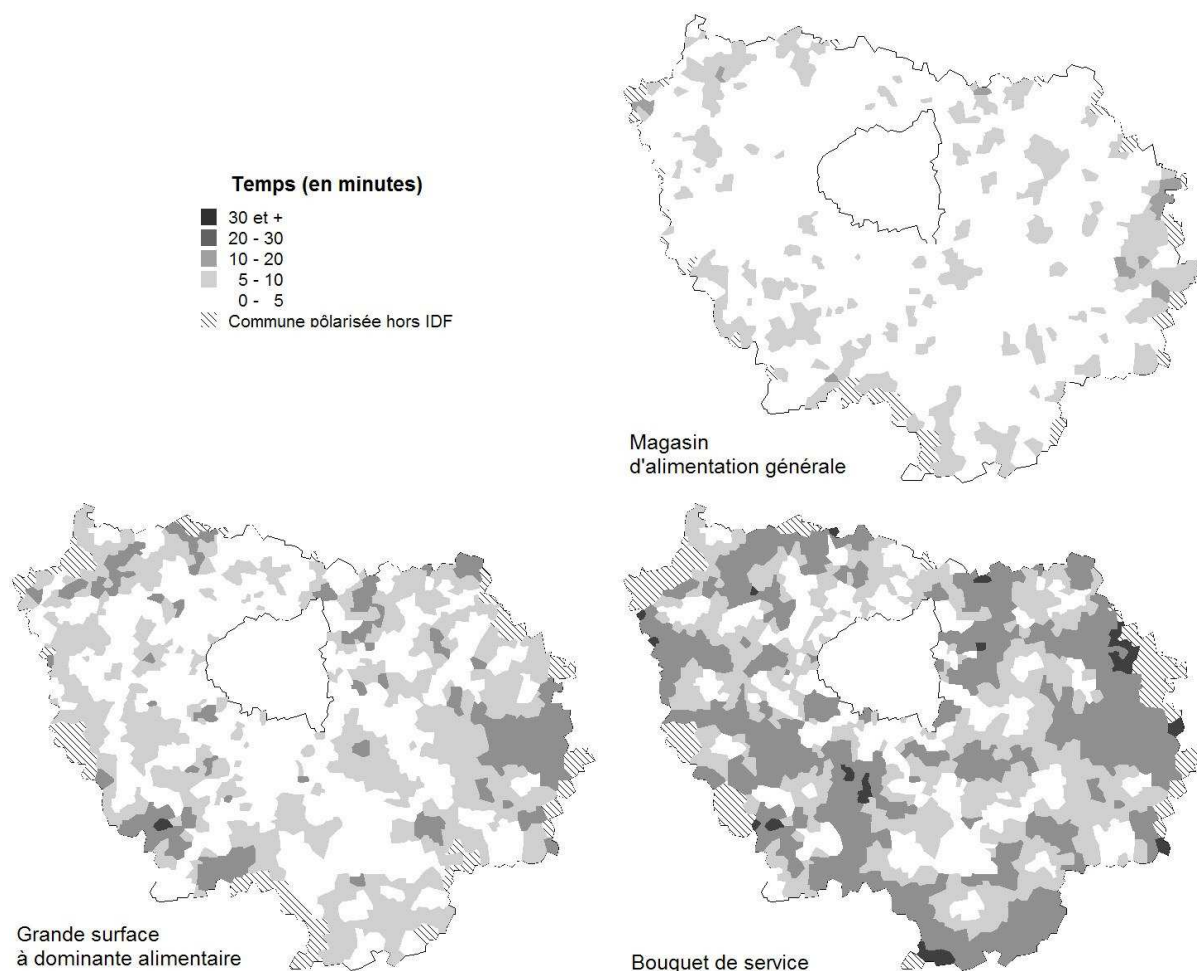 Temps (en minutes)
30 et +
20 - 30
10 - 20
5 - 10
0 - 5
Commune pôlarisée hors IDF
Magasin
d'alimentation générale
Grande surface
à dominante alimentaire
Bouquet de service